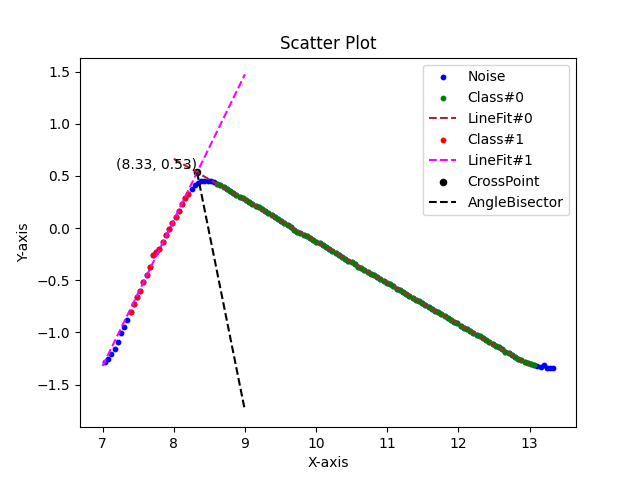 Scatter Plot
1.5
1.0
0.5
0.0
−0.5
−1.0
−1.5
Y-axis
(8.33, 0.53)
Noise
Class#0
LineFit#0
Class#1
LineFit#1
CrossPoint
AngleBisector
7 8 9 10 11 12 13
X-axis